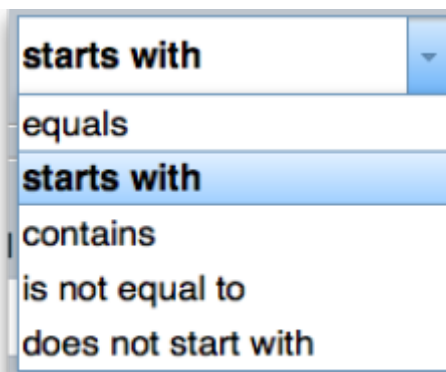 starts with
equals
starts with
contains
is not equal to
does not start with